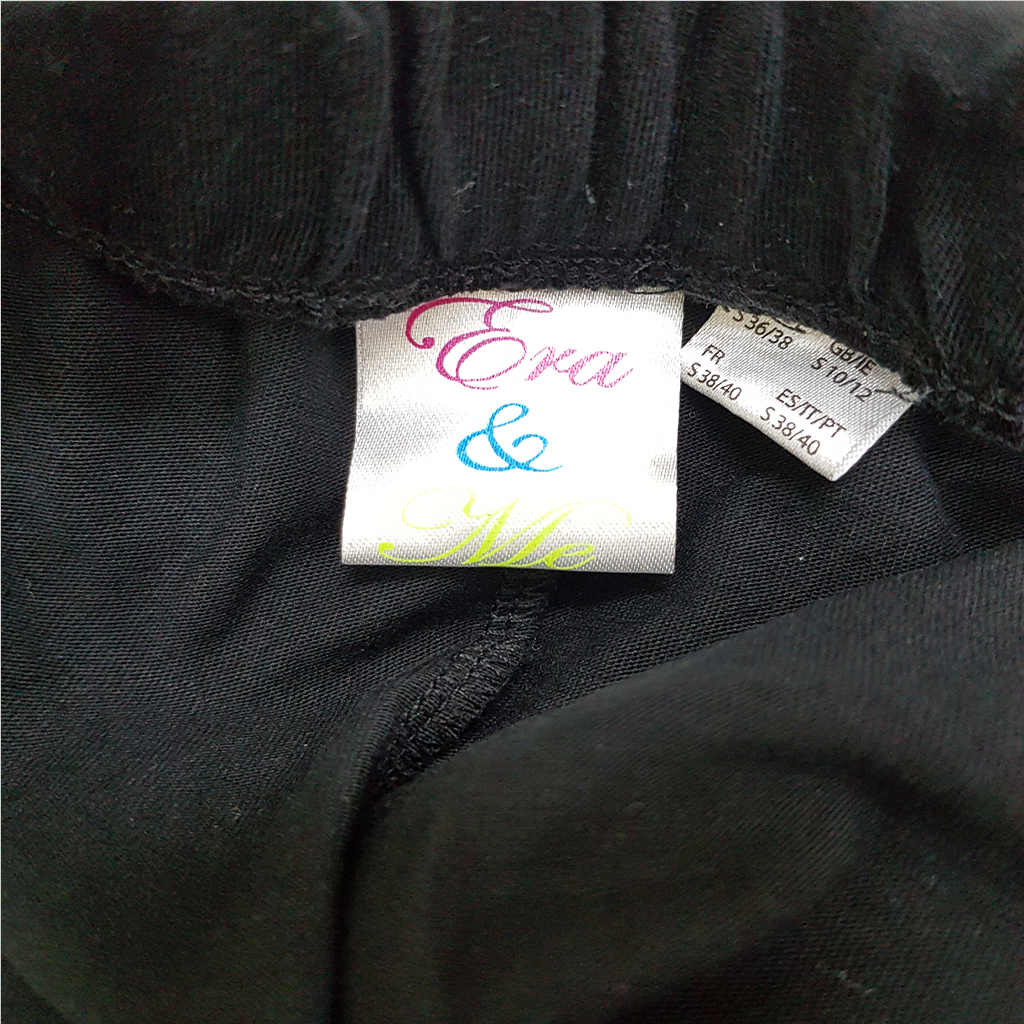 Era
&
Me
S 36/38
GB/IE
S 10/12
FR
S 38/40
ES/IT/PT
S 38/40